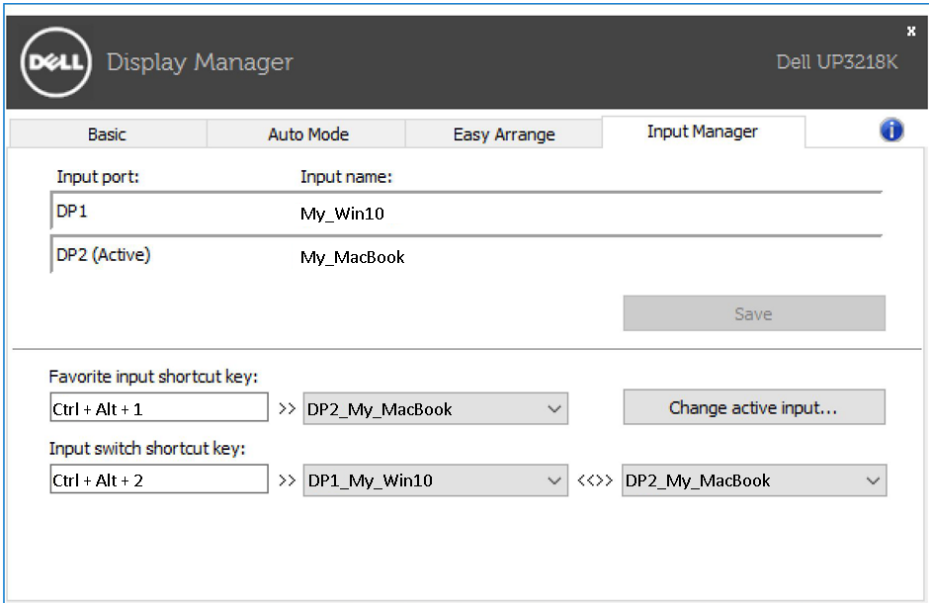 DELL Display Manager Dell UP3218K x
Basic Auto Mode Easy Arrange Input Manager i
Input port: Input name:
DP1 My_Win10
DP2 (Active) My_MacBook
Save
Favorite input shortcut key:
Ctrl + Alt + 1 >> DP2_My_MacBook Change active input...
Input switch shortcut key:
Ctrl + Alt + 2 >> DP1_My_Win10 <<>> DP2_My_MacBook